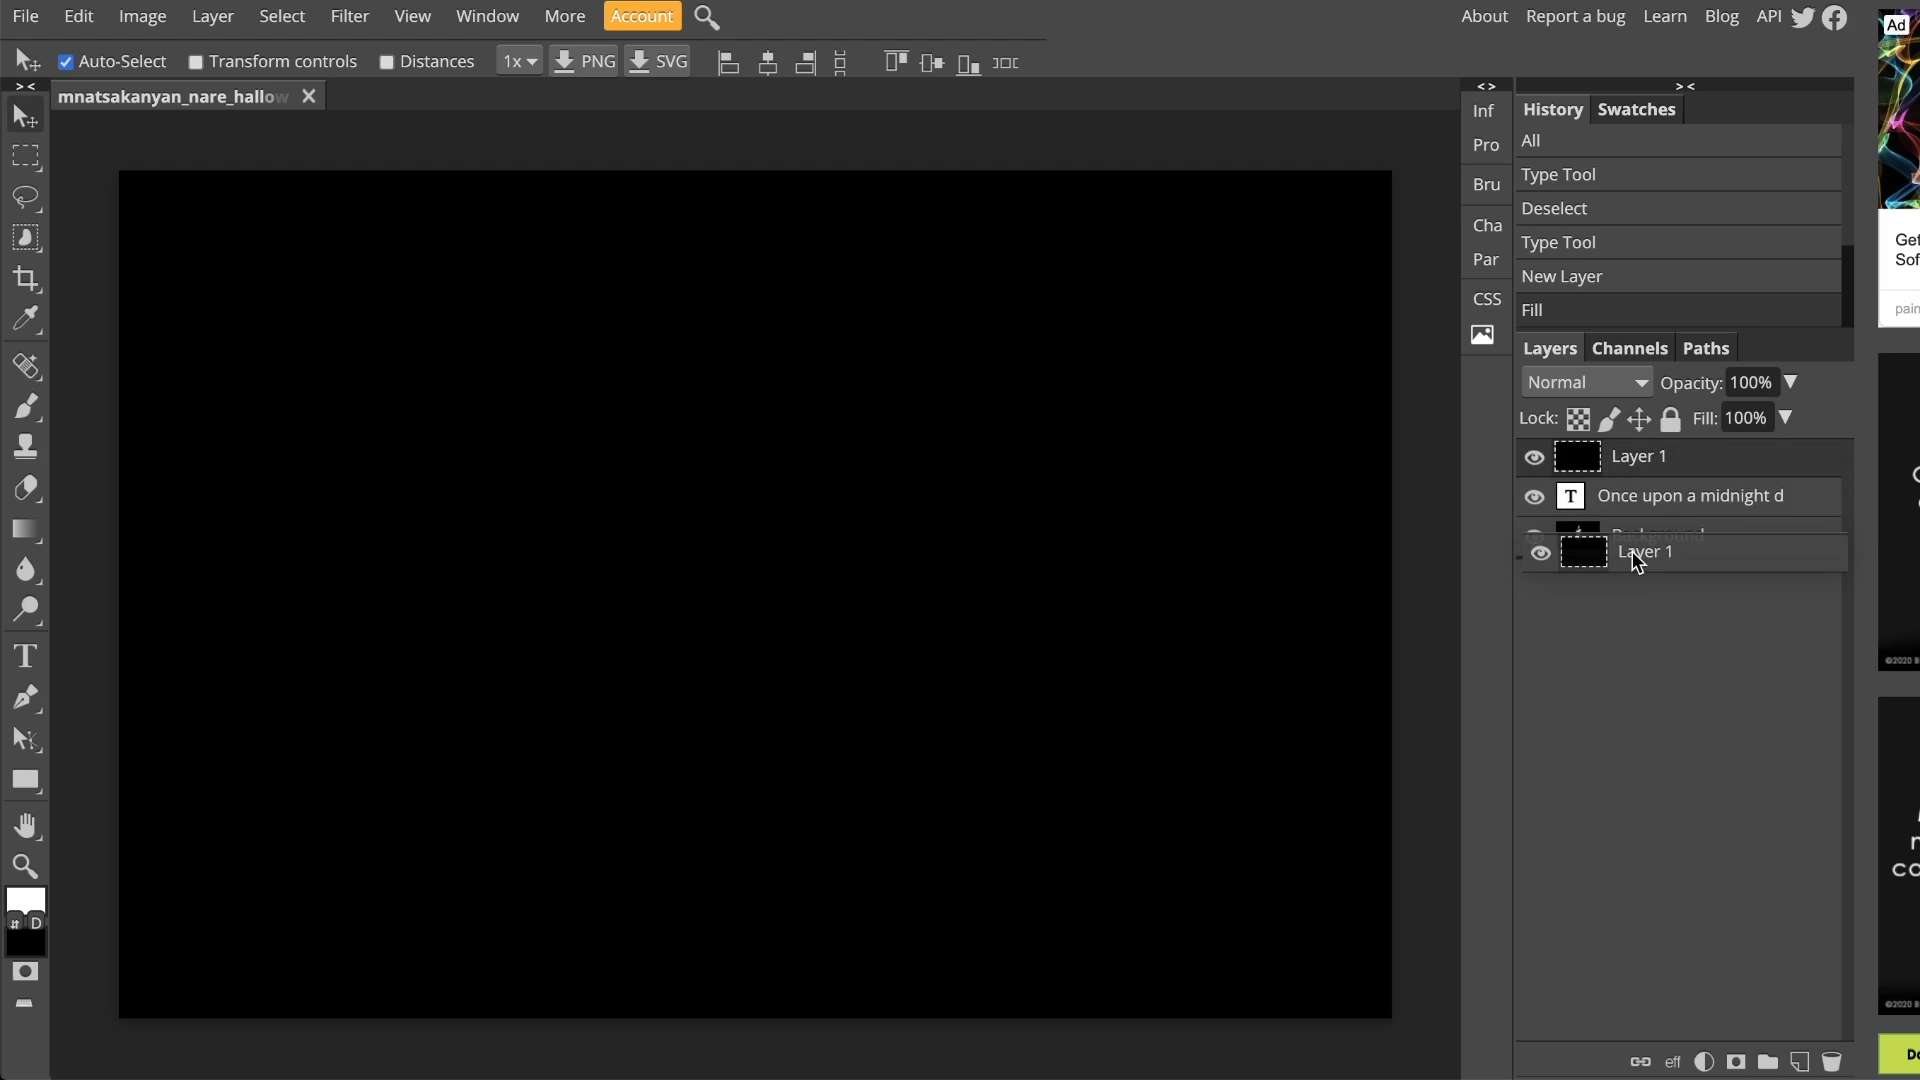 File Edit Image Layer Select Filter View Window More Account About Report a bug Learn Blog API
Ad
Auto-Select Transform controls Distances 1x PNG SVG
> <
mnatsakanyan_nare_hallow
< >
> <
Inf
Pro
Bru
Cha
Par
CSS
History Swatches
All
Type Tool
Deselect
Type Tool
New Layer
Fill
Layers Channels Paths
Normal Opacity: 100%
Lock: Fill: 100%
Layer 1
T Once upon a midnight d
Background
Layer 1
eff
T
D
Get
Sof
pain
©2020 B
co
©2020 B